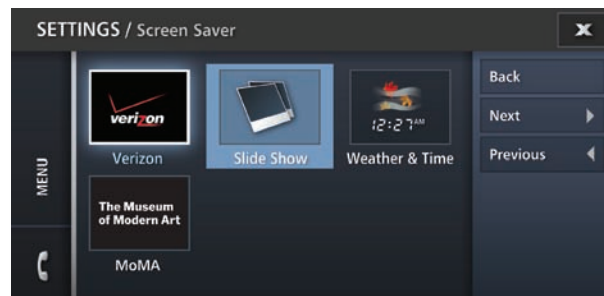 SETTINGS / Screen Saver
MENU
verizon
Verizon
Slide Show
12:27AM
Weather & Time
The Museum
of Modern Art
MoMA
Back
Next
Previous